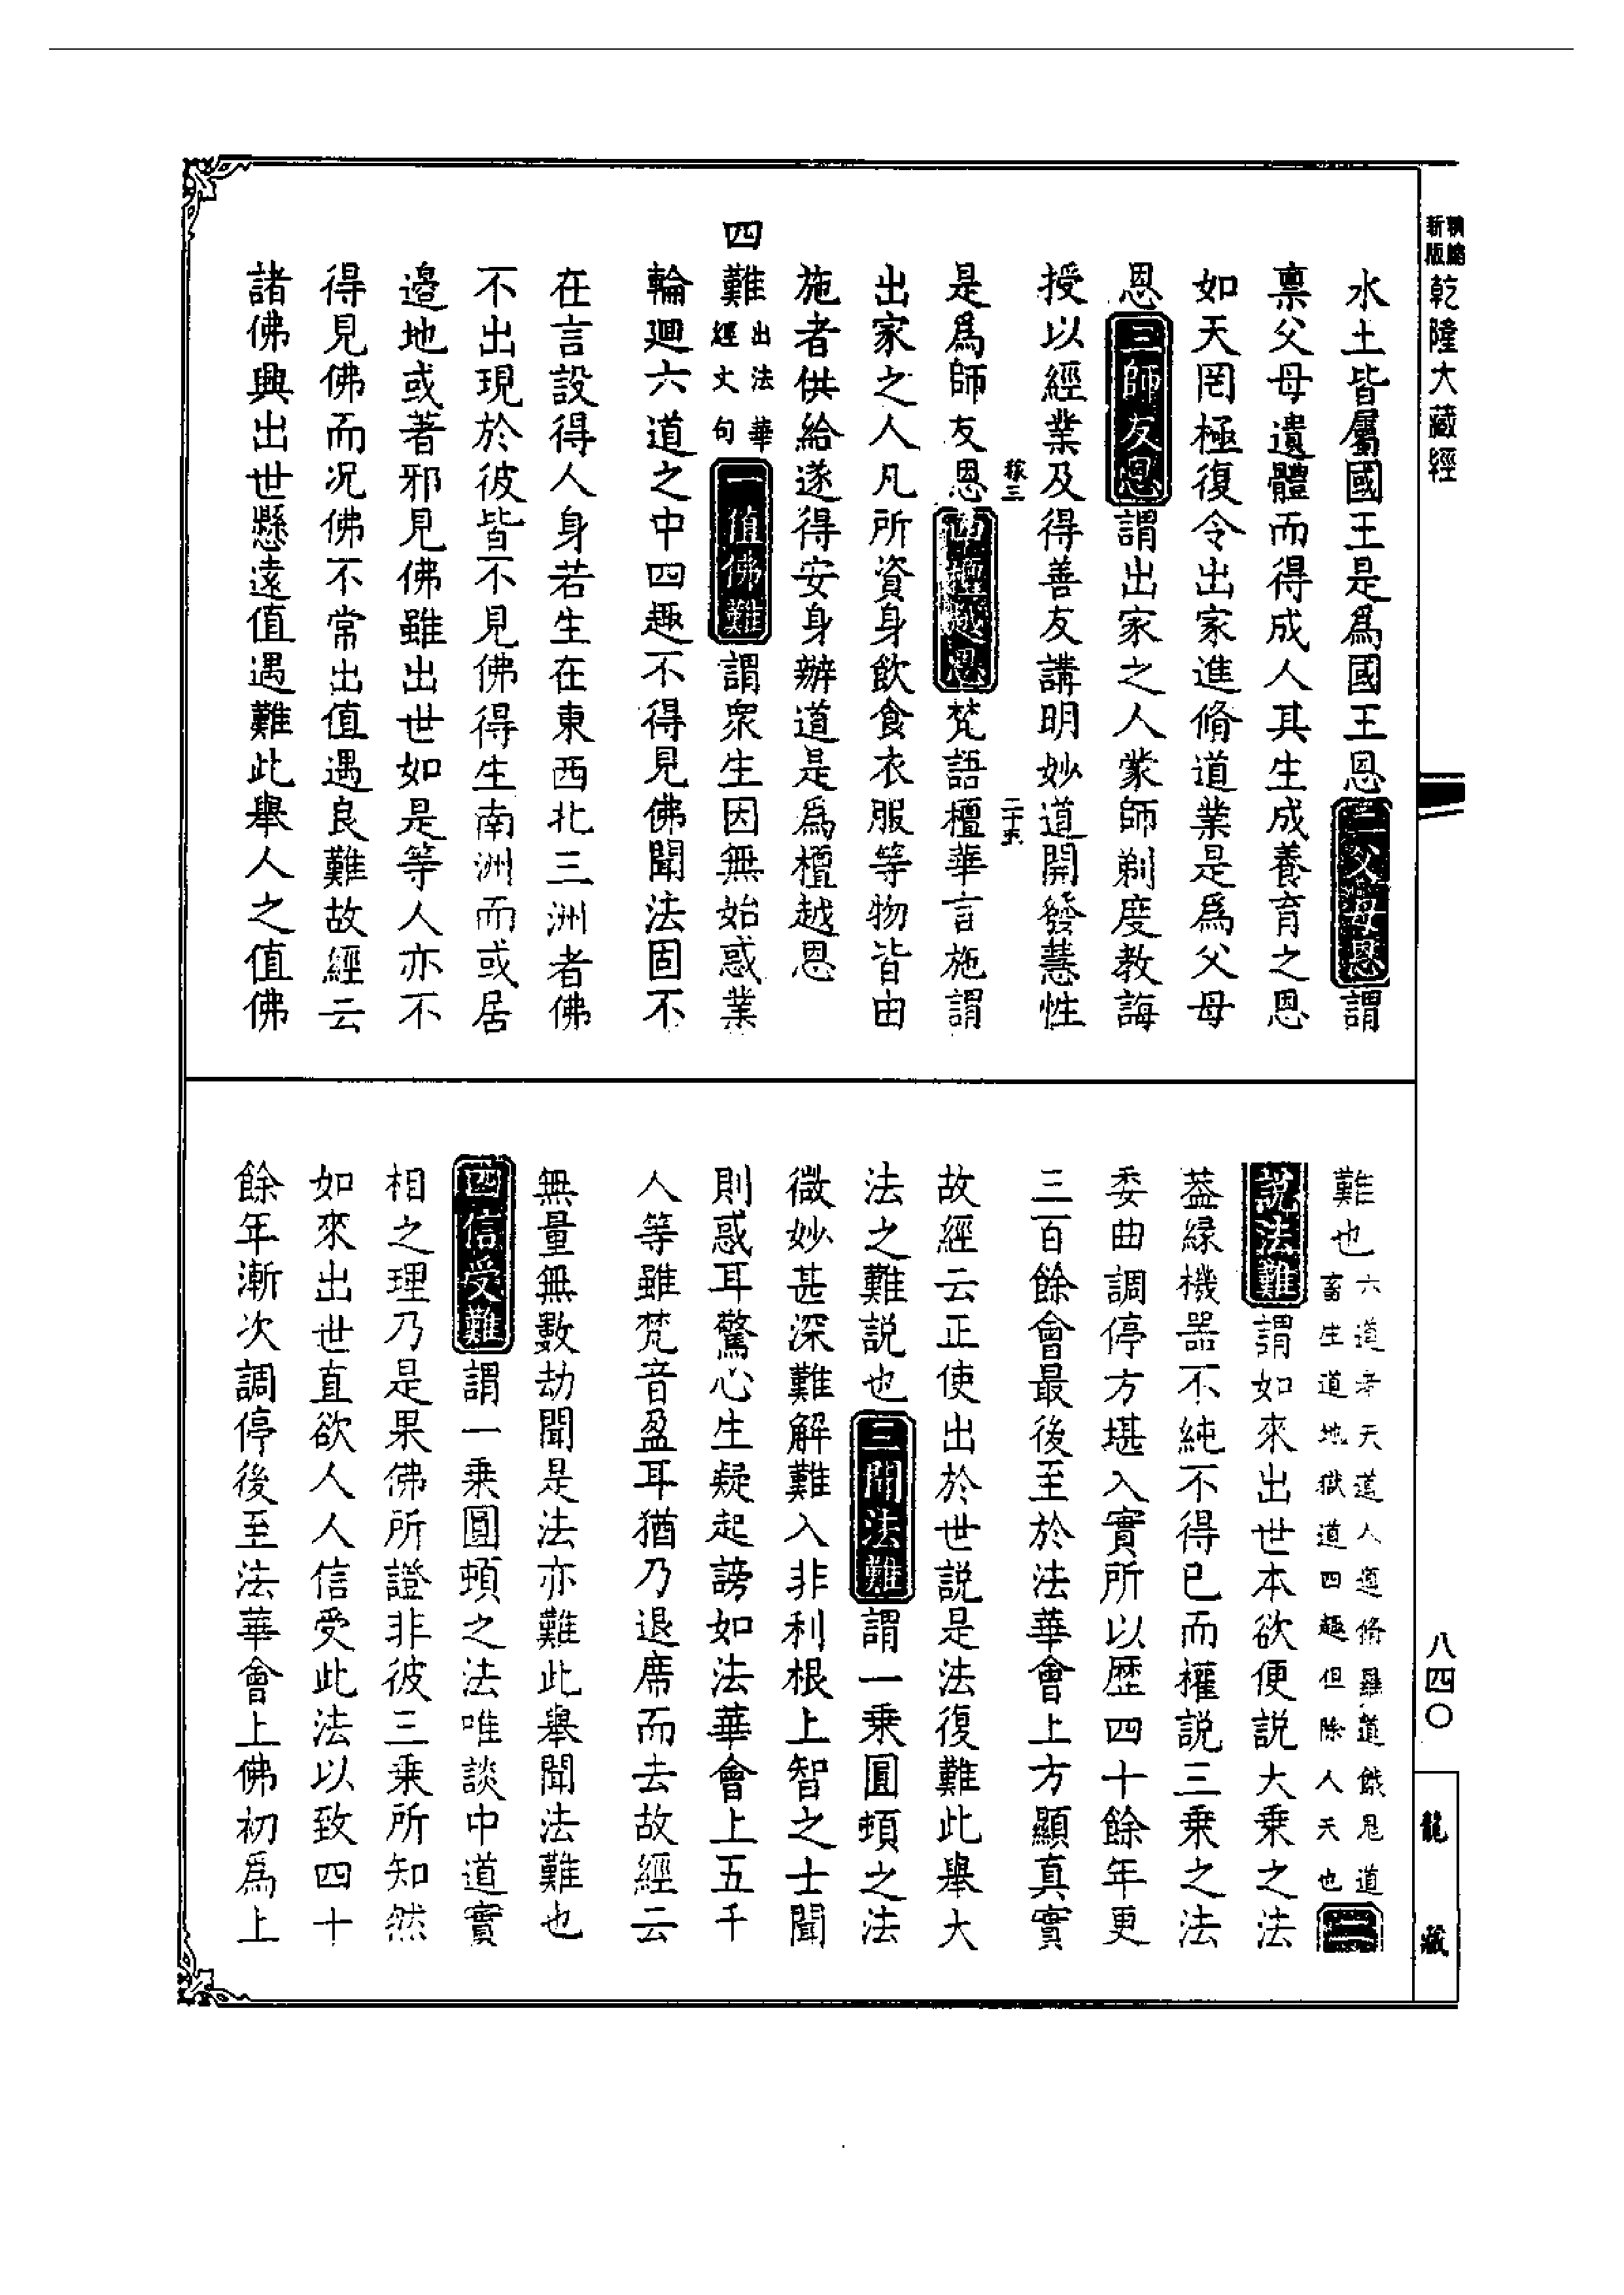 精縮新版
乾隆大藏經
水土皆屬國王是為國王恩二父母恩謂
稟父母遺體而得成人其生成養育之恩
如天罔極復令出家進脩道業是為父母
恩三師友恩謂出家之人蒙師剃度教誨
授以經業及得善友講明妙道開發慧性
二十五
是為師友恩四檀越恩梵語檀華言施謂
出家之人凡所資身飲食衣服等物皆由
施者供給遂得安身辦道是為檀越恩
四難出法華經文句一值佛難謂眾生因無始惑業
輪迴六道之中四趣不得見佛聞法固不
在言設得人身若生在東西北三洲者佛
不出現於彼皆不見佛得生南洲而或居
邊地或著邪見佛雖出世如是等人亦不
得見佛而況佛不常出值遇良難故經云
諸佛興出世懸遠值遇難此舉人之值佛
難也六道者天道人道脩羅道餓鬼道畜生道地獄道四趣但除人天也二
說法難謂如來出世本欲便說大乘之法
葢緣機器不純不得已而權說三乘之法
委曲調停方堪入實所以歷四十餘年更
三百餘會最後至於法華會上方顯真實
故經云正使出於世說是法復難此舉大
法之難說也三聞法難謂一乘圓頓之法
微妙甚深難解難入非利根上智之士聞
則惑耳驚心生疑起謗如法華會上五千
人等雖梵音盈耳猶乃退席而去故經云
無量無數劫聞是法亦難此舉聞法難也
四信受難謂一乘圓頓之法唯談中道實
相之理乃是果佛所證非彼三乘所知然
如來出世直欲人人信受此法以致四十
餘年漸次調停後至法華會上佛初為上
八四〇
龍藏